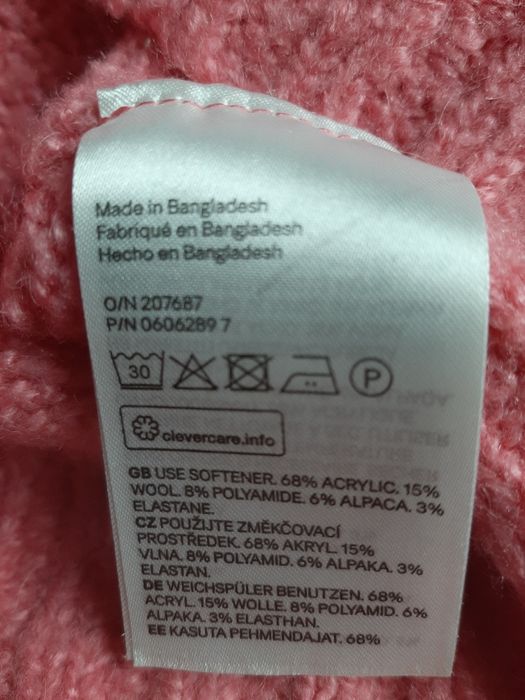 Made in Bangladesh
Fabriqué en Bangladesh
Hecho en Bangladesh
O/N 207687
P/N 0606289 7
30 P
clevercare.info
GB USE SOFTENER. 68% ACRYLIC. 15%
WOOL. 8% POLYAMIDE. 6% ALPACA. 3%
ELASTANE.
CZ POUŽIJTE ZMĚKČOVACÍ
PROSTŘEDEK. 68% AKRYL. 15%
VLNA. 8% POLYAMID. 6% ALPAKA. 3%
ELASTAN.
DE WEICHSPÜLER BENUTZEN. 68%
ACRYL. 15% WOLLE. 8% POLYAMID. 6%
ALPAKA. 3% ELASTHAN.
EE KASUTA PEHMENDAJAT. 68%